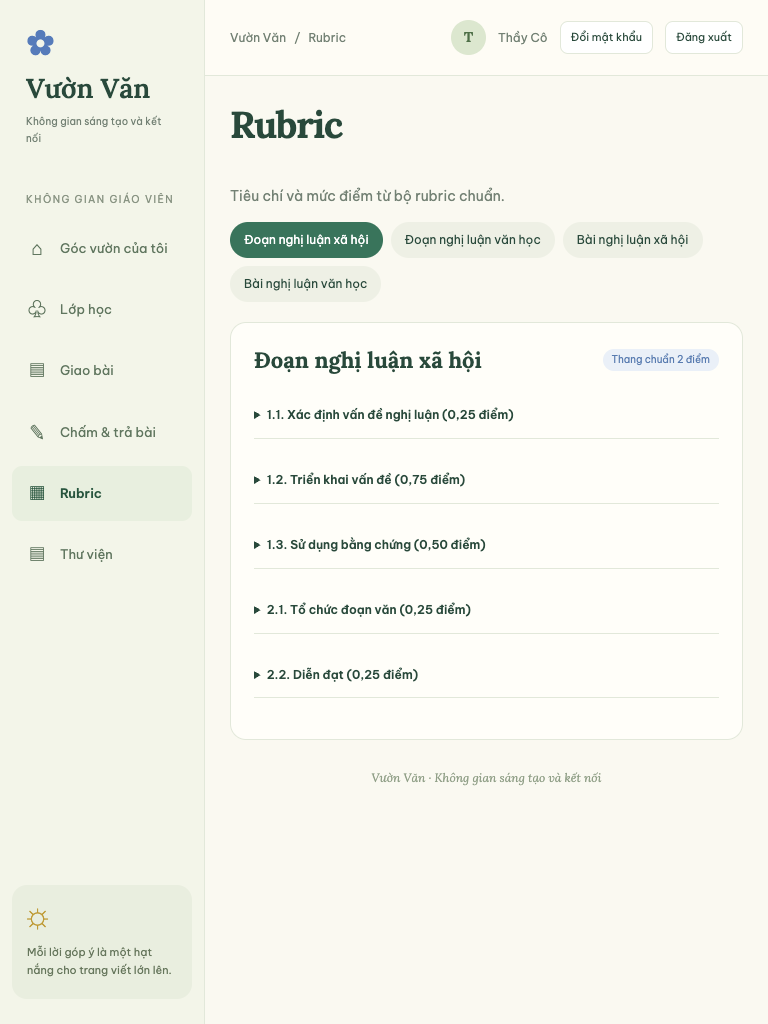 Vườn Văn
Không gian sáng tạo và kết
nối
KHÔNG GIAN GIÁO VIÊN
Góc vườn của tôi
Lớp học
Giao bài
Chấm & trả bài
Rubric
Thư viện
Mỗi lời góp ý là một hạt
nắng cho trang viết lớn lên.
Vườn Văn / Rubric
T
Thầy Cô
Đổi mật khẩu
Đăng xuất
Rubric
Tiêu chí và mức điểm từ bộ rubric chuẩn.
Đoạn nghị luận xã hội
Đoạn nghị luận văn học
Bài nghị luận xã hội
Bài nghị luận văn học
Đoạn nghị luận xã hội
Thang chuẩn 2 điểm
1.1. Xác định vấn đề nghị luận (0,25 điểm)
1.2. Triển khai vấn đề (0,75 điểm)
1.3. Sử dụng bằng chứng (0,50 điểm)
2.1. Tổ chức đoạn văn (0,25 điểm)
2.2. Diễn đạt (0,25 điểm)
Vườn Văn · Không gian sáng tạo và kết nối